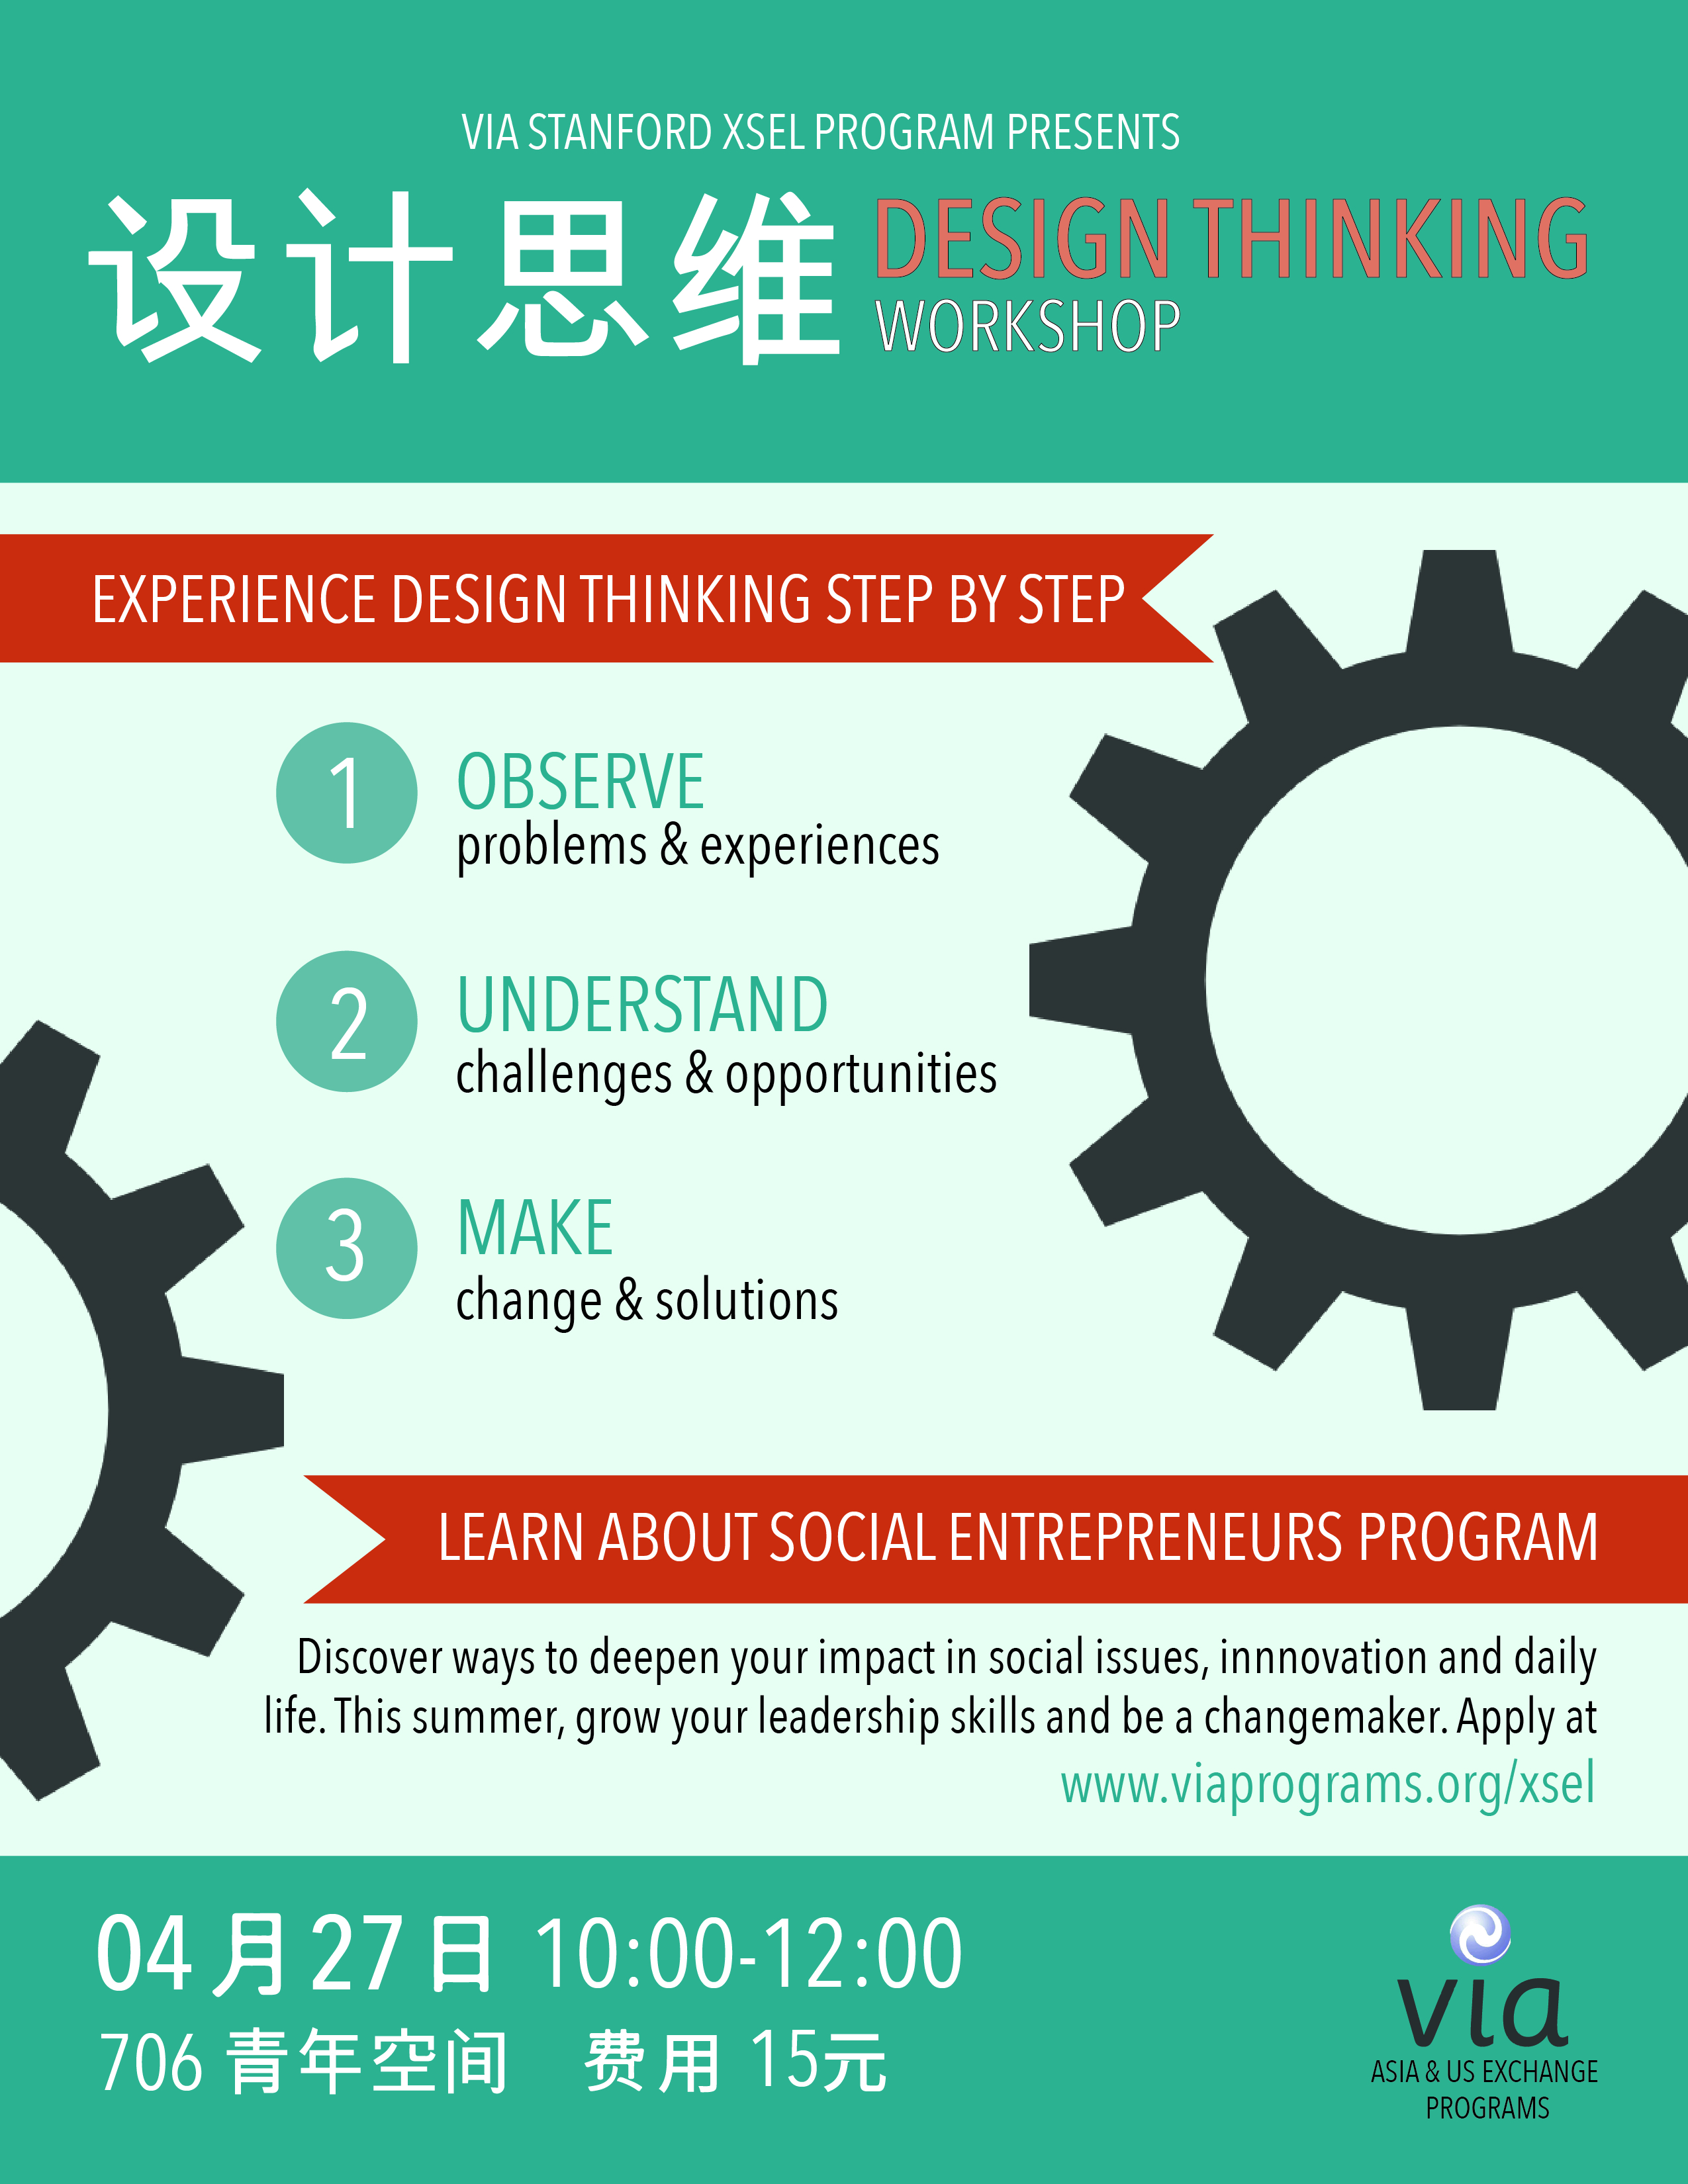 VIA STANFORD XSEL PROGRAM PRESENTS
设计思维 DESIGN THINKING
WORKSHOP
EXPERIENCE DESIGN THINKING STEP BY STEP
1 OBSERVE
problems & experiences
2 UNDERSTAND
challenges & opportunities
3 MAKE
change & solutions
LEARN ABOUT SOCIAL ENTREPRENEURS PROGRAM
Discover ways to deepen your impact in social issues, innnovation and daily
life. This summer, grow your leadership skills and be a changemaker. Apply at
www.viaprograms.org/xsel
04月27日 10:00-12:00
706 青年空间 费用 15元
via
ASIA & US EXCHANGE
PROGRAMS